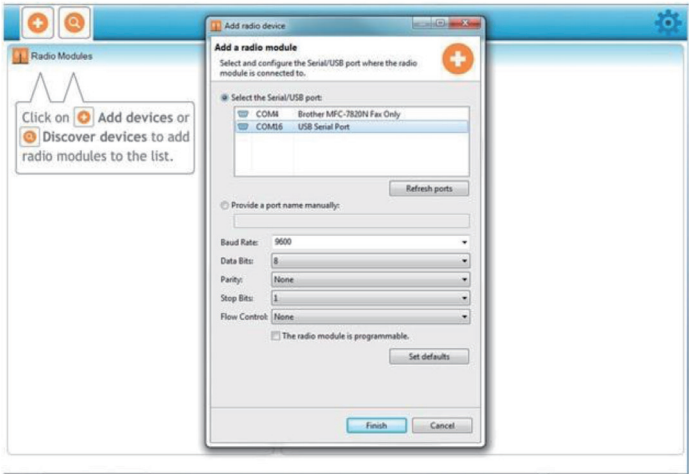 Radio Modules
Click on Add devices or
Discover devices to add
radio modules to the list.
Add radio device
Add a radio module
Select and configure the Serial/USB port where the radio
module is connected to.
Select the Serial/USB port:
COM4 Brother MFC-7820N Fax Only
COM16 USB Serial Port
Refresh ports
Provide a port name manually:
Baud Rate: 9600
Data Bits: 8
Parity: None
Stop Bits: 1
Flow Control: None
The radio module is programmable.
Set defaults
Finish Cancel